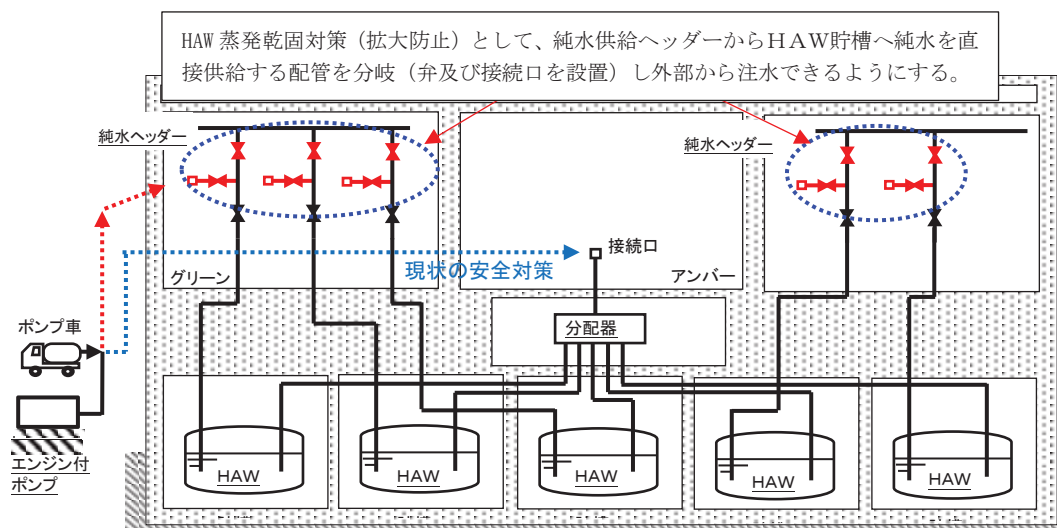 HAW 蒸発乾固対策（拡大防止）として、純水供給ヘッダーからＨＡＷ貯槽へ純水を直
接供給する配管を分岐（弁及び接続口を設置）し外部から注水できるようにする。
純水ヘッダー
純水ヘッダー
接続口
グリーン
現状の安全対策
アンバー
ポンプ車
分配器
エンジン付
ポンプ
HAW
HAW
HAW
HAW
HAW